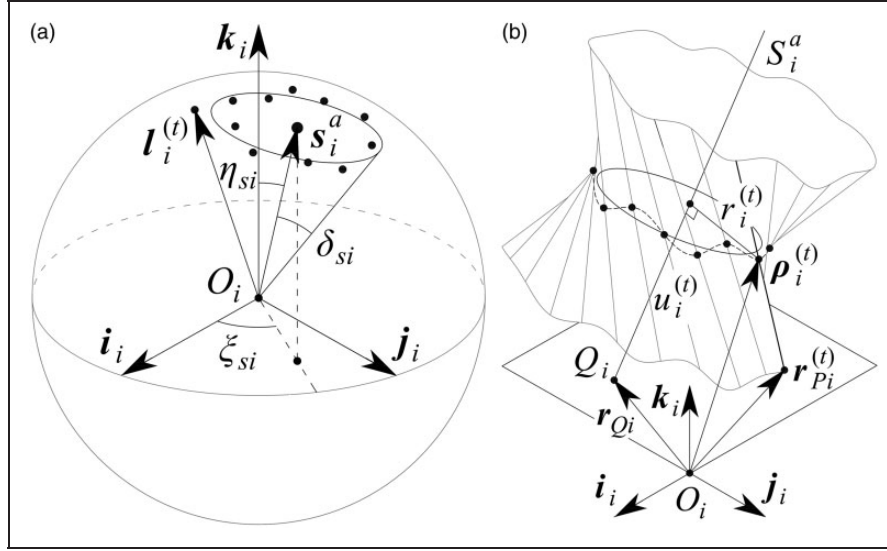 (a)
k_i
l_i^(t)
s_i^a
η_si
δ_si
O_i
i_i
ζ_si
j_i
(b)
S_i^a
r_i^(t)
ρ_i^(t)
u_i^(t)
Q_i
r_Pi^(t)
k_i
r_Qi
i_i
O_i
j_i